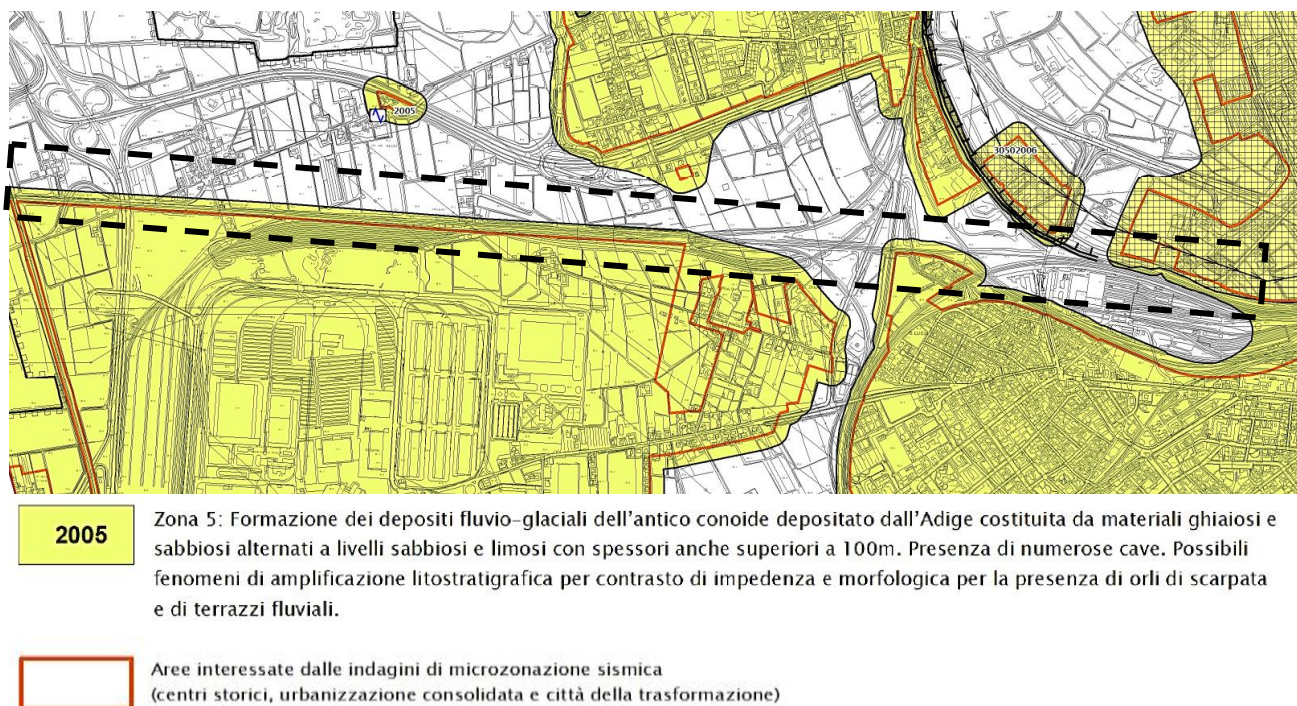 2005
30502006
2005
Zona 5: Formazione dei depositi fluvio-glaciali dell'antico conoide depositato dall'Adige costituita da materiali ghiaiosi e
sabbiosi alternati a livelli sabbiosi e limosi con spessori anche superiori a 100m. Presenza di numerose cave. Possibili
fenomeni di amplificazione litostratigrafica per contrasto di impedenza e morfologica per la presenza di orli di scarpata
e di terrazzi fluviali.
Aree interessate dalle indagini di microzonazione sismica
(centri storici, urbanizzazione consolidata e città della trasformazione)